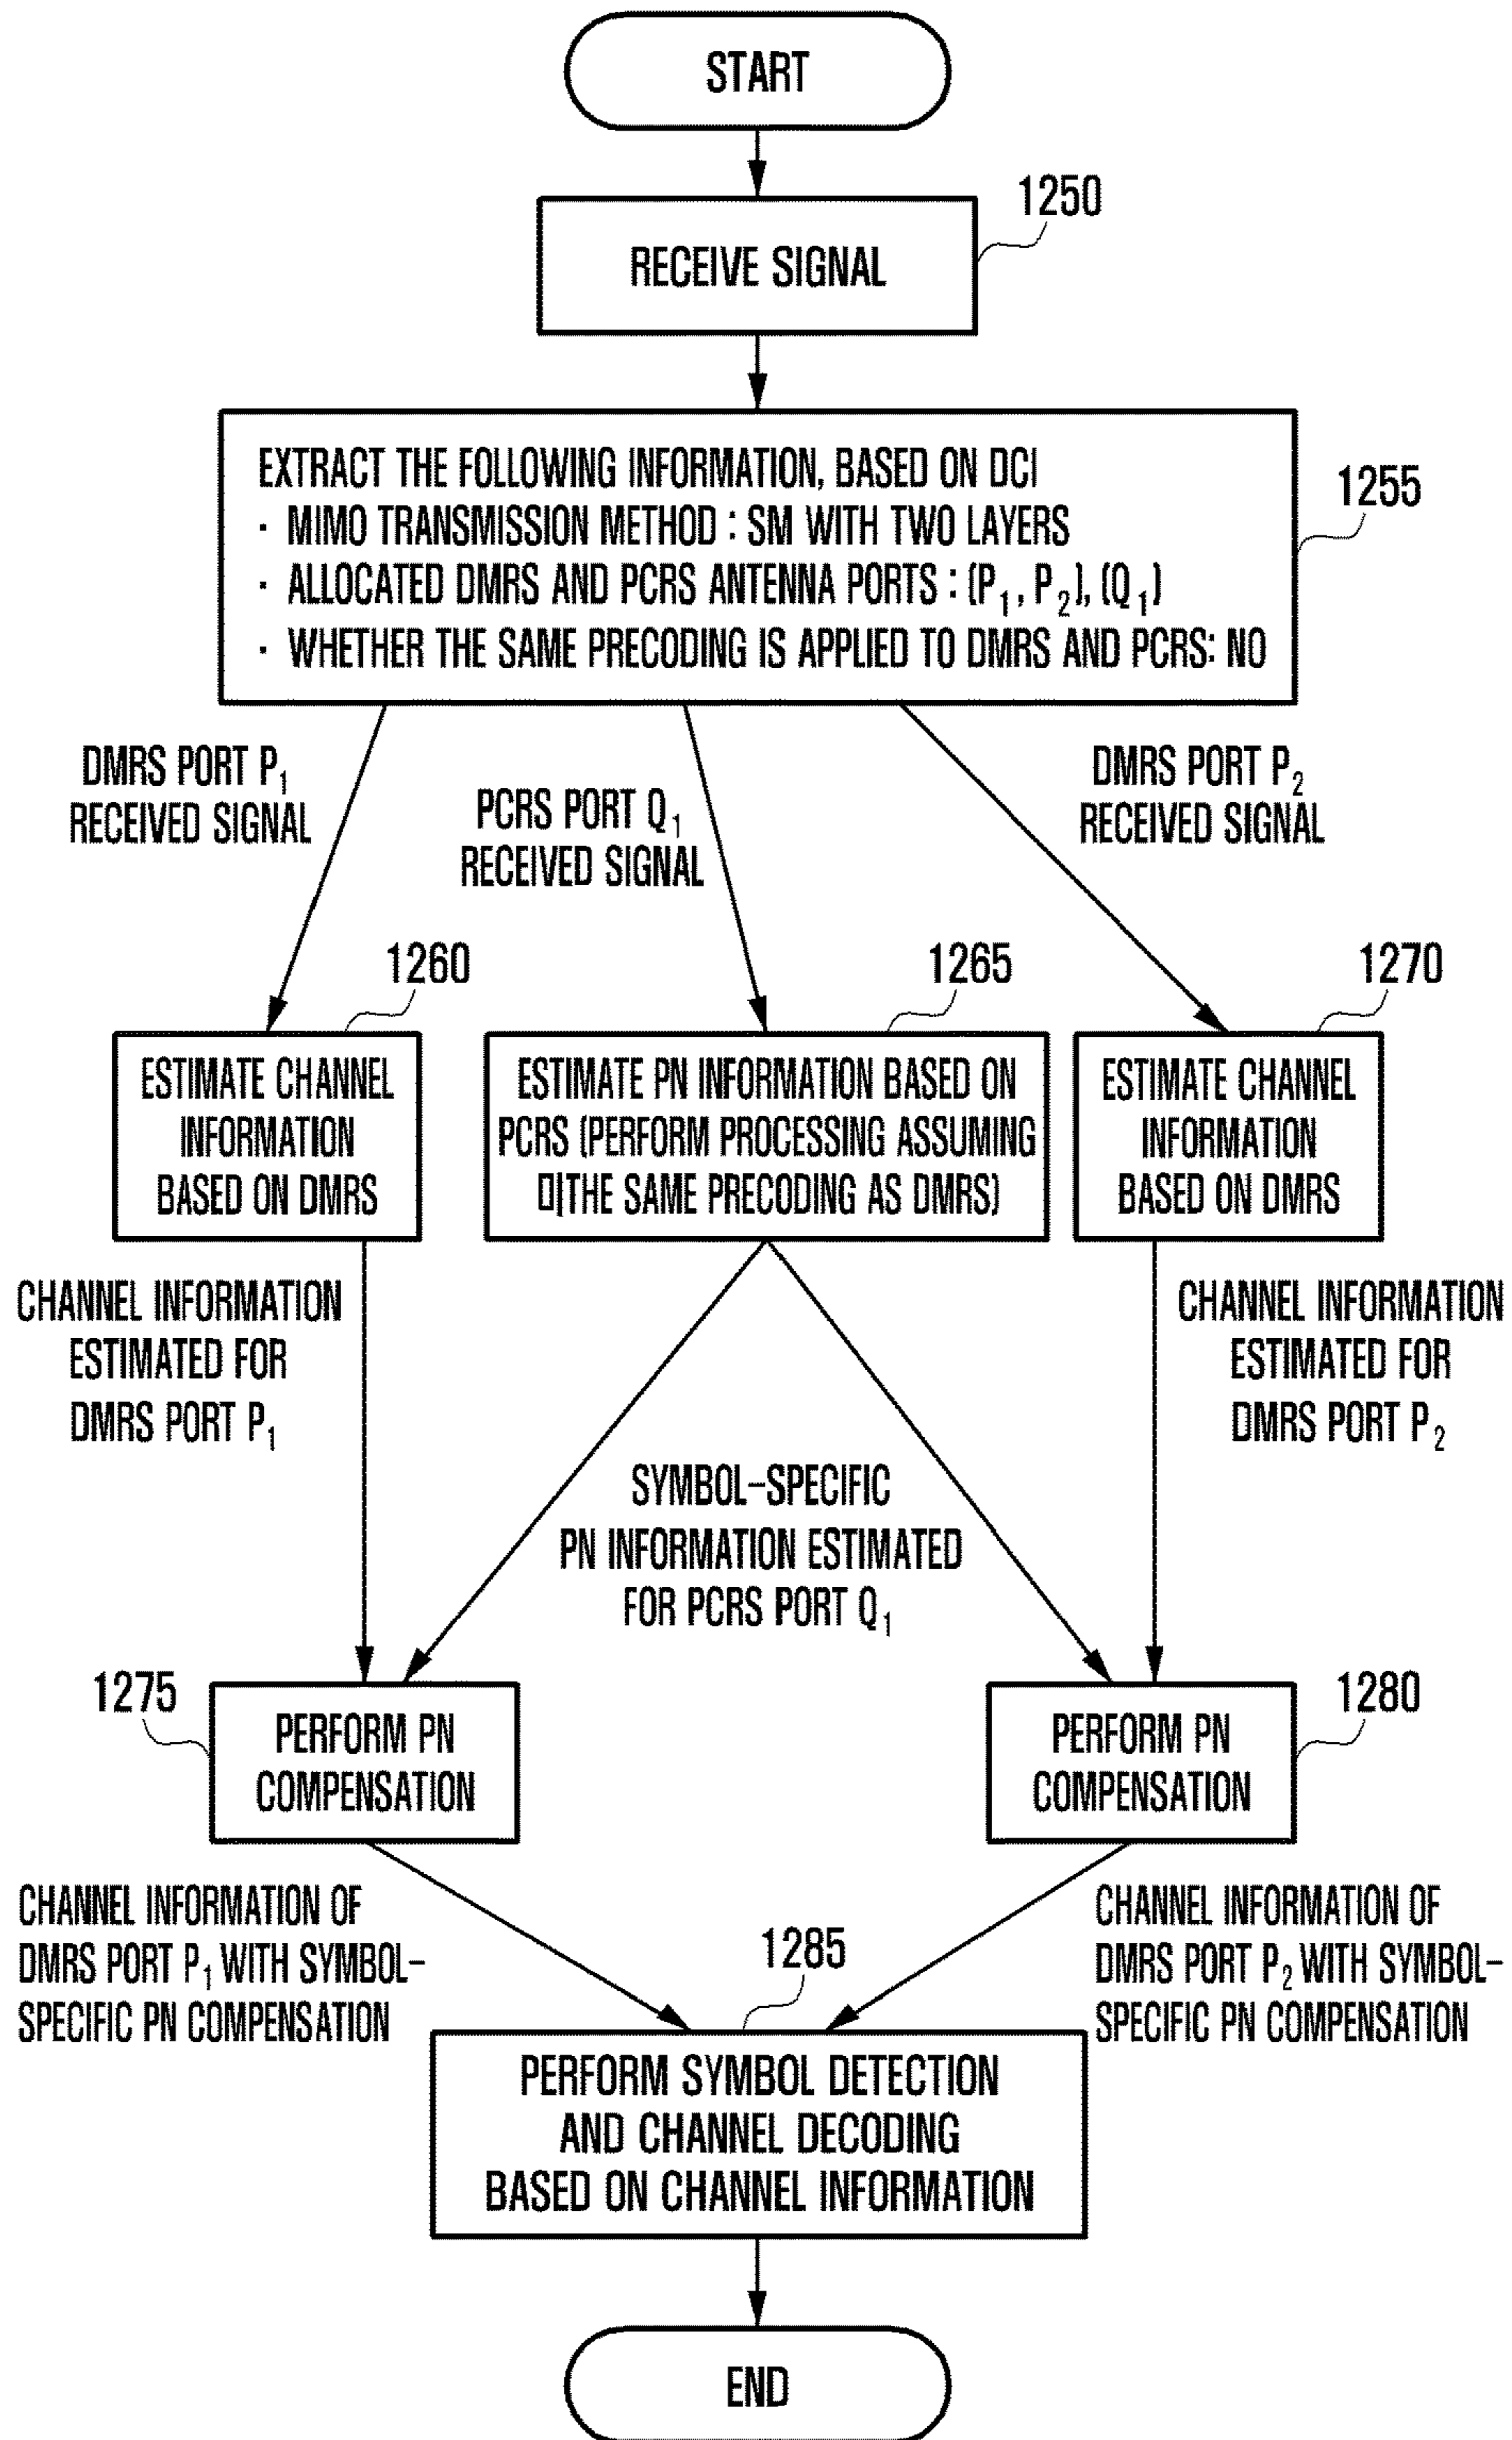 START
1250
RECEIVE SIGNAL
1255
EXTRACT THE FOLLOWING INFORMATION, BASED ON DCI
· MIMO TRANSMISSION METHOD : SM WITH TWO LAYERS
· ALLOCATED DMRS AND PCRS ANTENNA PORTS : (P₁, P₂), (Q₁)
· WHETHER THE SAME PRECODING IS APPLIED TO DMRS AND PCRS: NO
DMRS PORT P₁
RECEIVED SIGNAL
PCRS PORT Q₁
RECEIVED SIGNAL
DMRS PORT P₂
RECEIVED SIGNAL
1260
ESTIMATE CHANNEL
INFORMATION
BASED ON DMRS
1265
ESTIMATE PN INFORMATION BASED ON
PCRS (PERFORM PROCESSING ASSUMING
미(THE SAME PRECODING AS DMRS)
1270
ESTIMATE CHANNEL
INFORMATION
BASED ON DMRS
CHANNEL INFORMATION
ESTIMATED FOR
DMRS PORT P₁
SYMBOL-SPECIFIC
PN INFORMATION ESTIMATED
FOR PCRS PORT Q₁
CHANNEL INFORMATION
ESTIMATED FOR
DMRS PORT P₂
1275
PERFORM PN
COMPENSATION
1280
PERFORM PN
COMPENSATION
CHANNEL INFORMATION OF
DMRS PORT P₁ WITH SYMBOL-
SPECIFIC PN COMPENSATION
CHANNEL INFORMATION OF
DMRS PORT P₂ WITH SYMBOL-
SPECIFIC PN COMPENSATION
1285
PERFORM SYMBOL DETECTION
AND CHANNEL DECODING
BASED ON CHANNEL INFORMATION
END